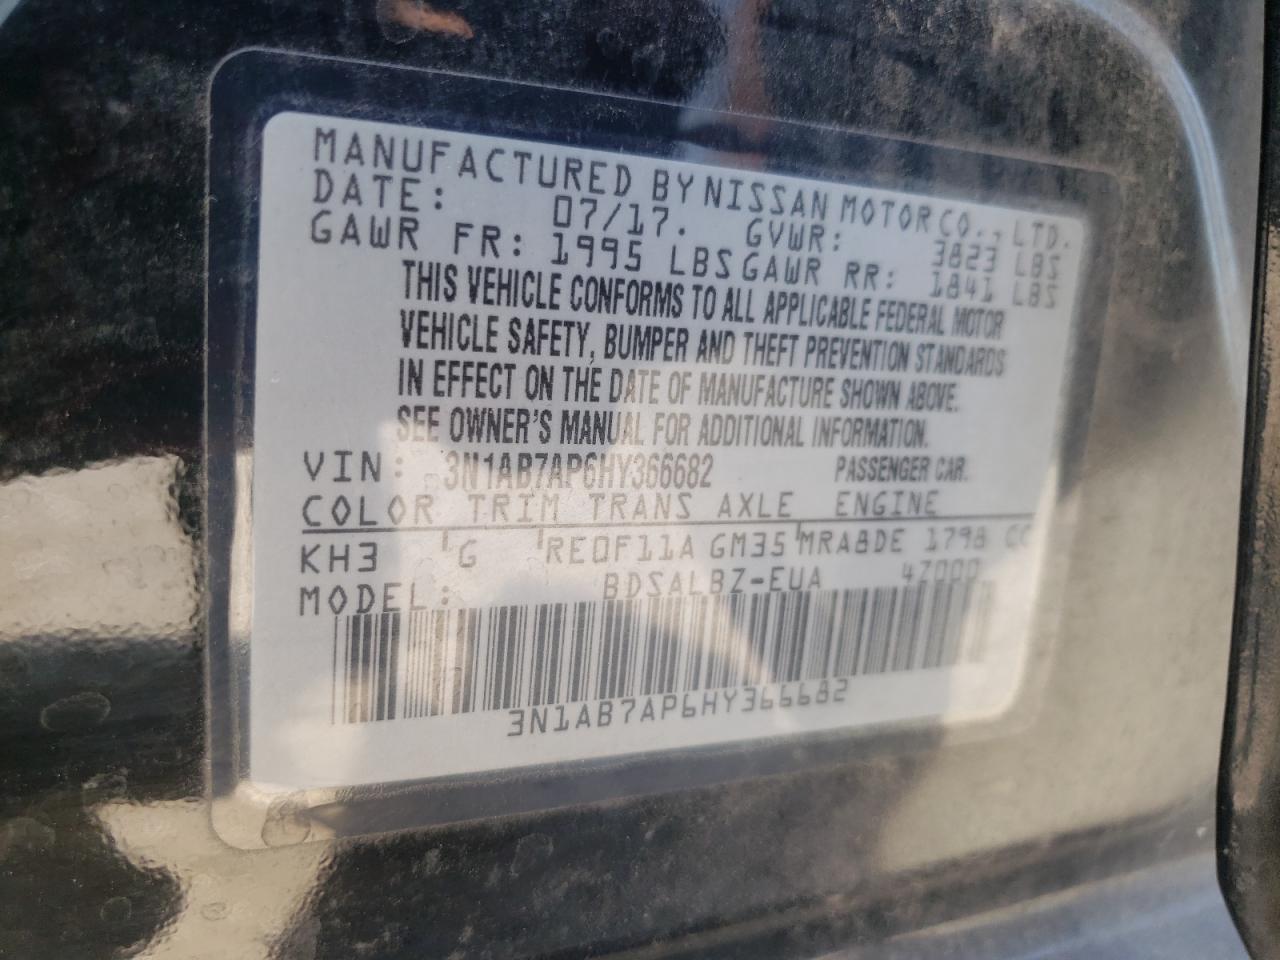 MANUFACTURED BY NISSAN MOTOR CO., LTD.
DATE: 07/17. GVWR: 3823 LBS
GAWR FR: 1995 LBS GAWR RR: 1841 LBS
THIS VEHICLE CONFORMS TO ALL APPLICABLE FEDERAL MOTOR
VEHICLE SAFETY, BUMPER AND THEFT PREVENTION STANDARDS
IN EFFECT ON THE DATE OF MANUFACTURE SHOWN ABOVE.
SEE OWNER'S MANUAL FOR ADDITIONAL INFORMATION.
VIN: 3N1AB7AP6HY366682 PASSENGER CAR.
COLOR TRIM TRANS AXLE ENGINE
KH3 G RE0F11A GM35 MRA8DE 1798 CC
MODEL: BDSALBZ-EUA 4Z000
3N1AB7AP6HY366682